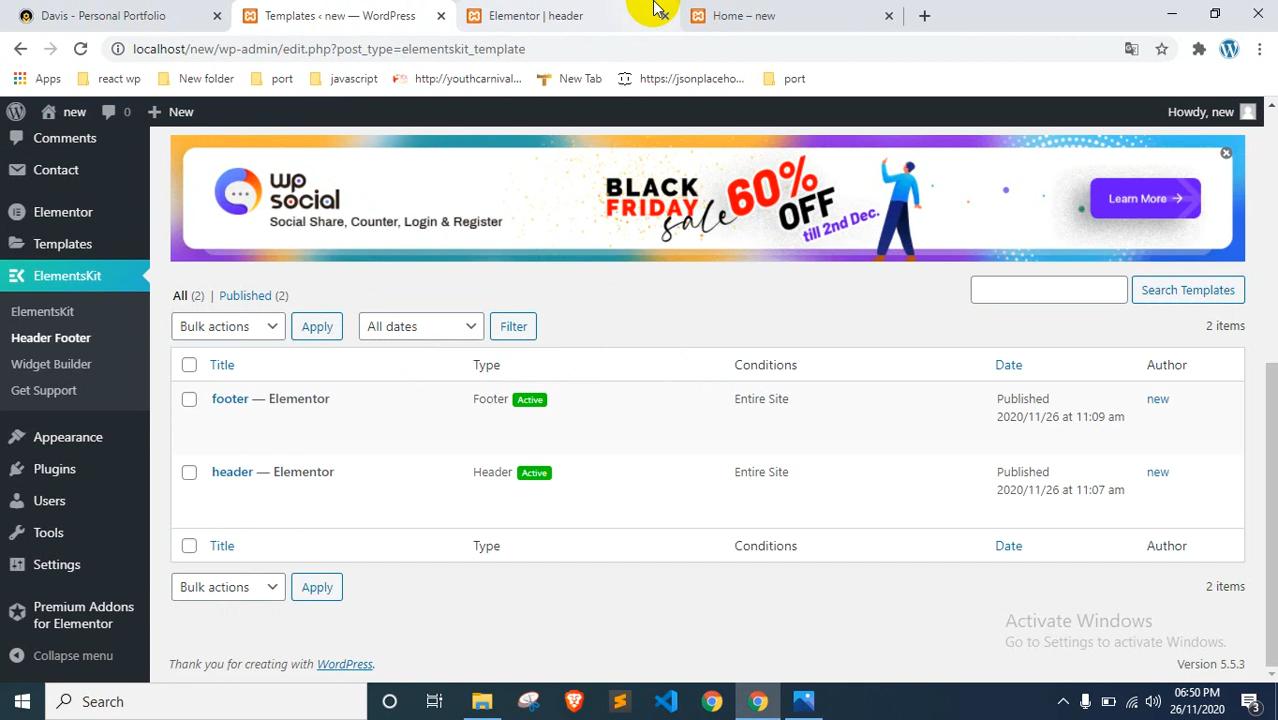 Davis - Personal Portfolio
Templates ‹ new — WordPress
Elementor | header
Home – new
localhost/new/wp-admin/edit.php?post_type=elementskit_template
Apps
react wp
New folder
port
javascript
http://youthcarnival...
New Tab
https://jsonplaceho...
port
new
0
New
Howdy, new
Comments
Contact
Elementor
Templates
ElementsKit
ElementsKit
Header Footer
Widget Builder
Get Support
Appearance
Plugins
Users
Tools
Settings
Premium Addons
for Elementor
Collapse menu
wp
social
Social Share, Counter, Login & Register
BLACK
FRIDAY
sale
60%
OFF
till 2nd Dec.
Learn More →
All (2) | Published (2)
Search Templates
Bulk actions
Apply
All dates
Filter
2 items
Title Type Conditions Date Author
footer — Elementor Footer Active Entire Site Published new
2020/11/26 at 11:09 am
header — Elementor Header Active Entire Site Published new
2020/11/26 at 11:07 am
Title Type Conditions Date Author
Bulk actions
Apply
2 items
Activate Windows
Go to Settings to activate Windows.
Thank you for creating with WordPress.
Version 5.5.3
Search
06:50 PM
26/11/2020
3